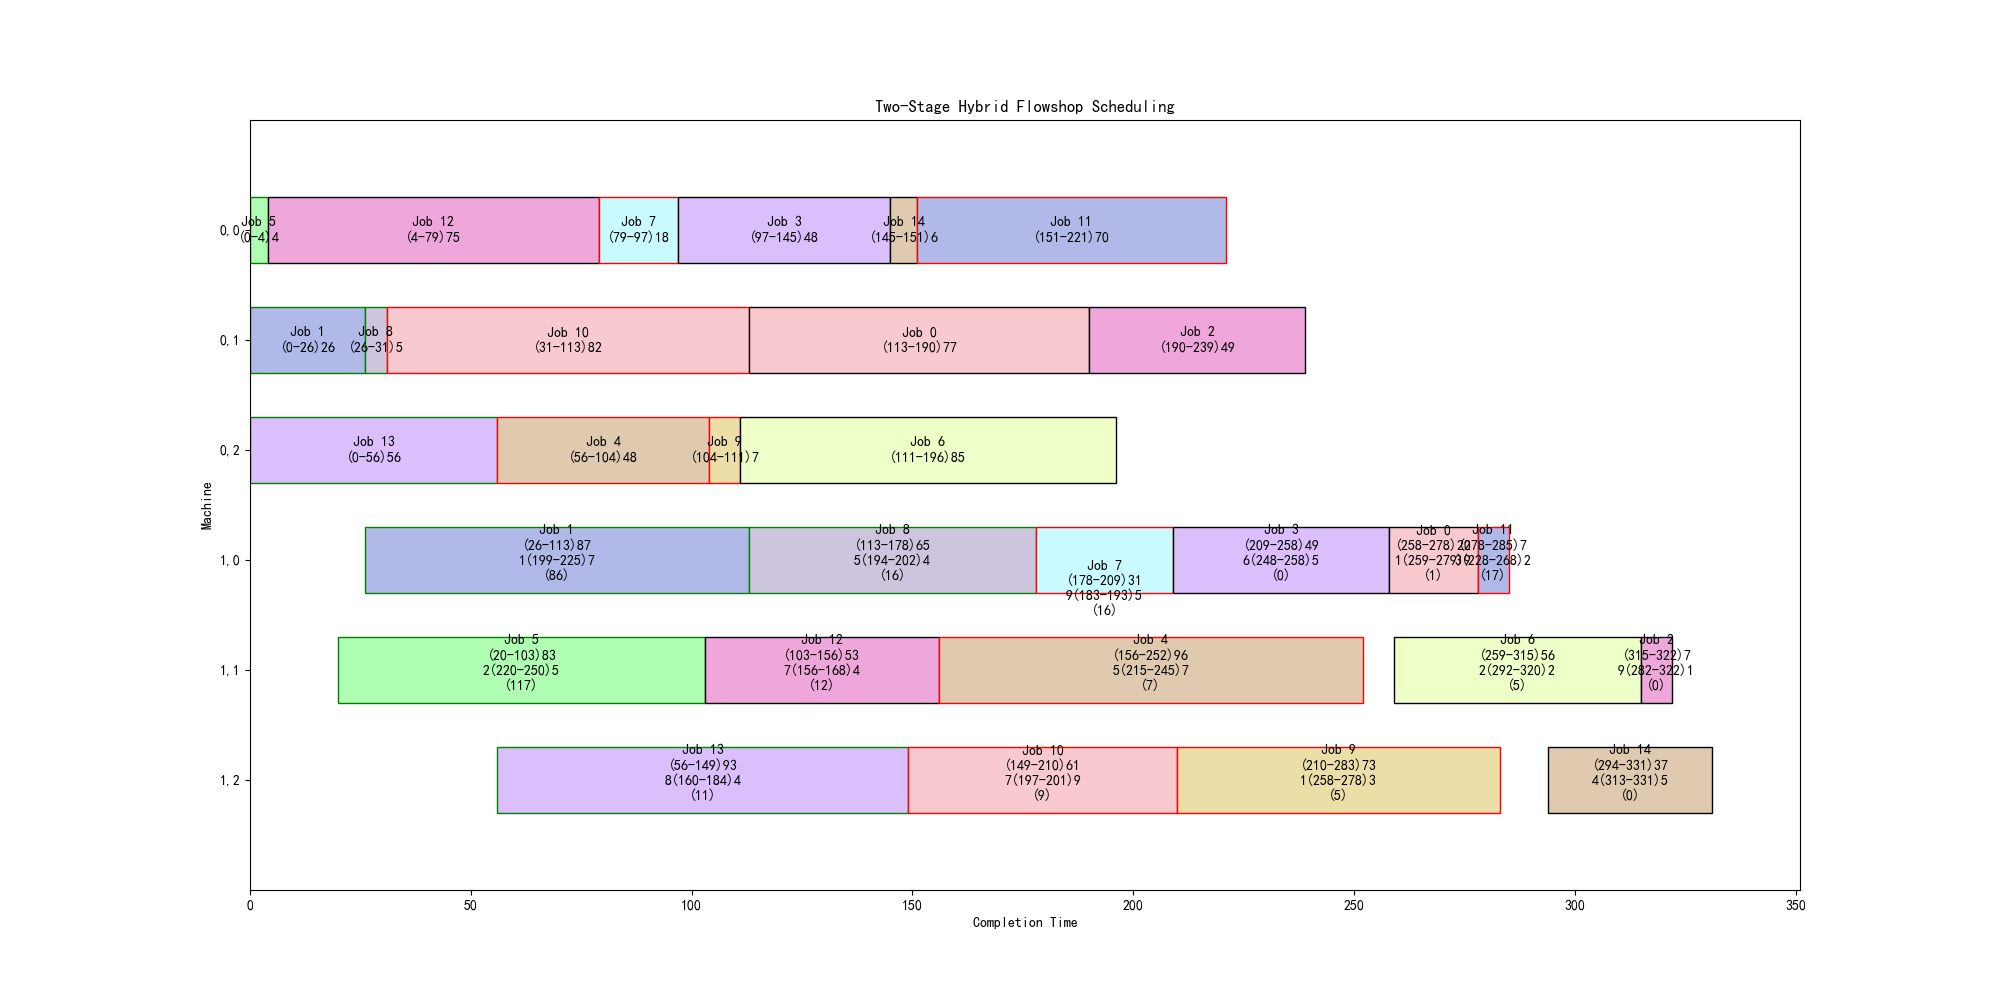 Two-Stage Hybrid Flowshop Scheduling
0,0
Job 5
(0-4)4
Job 12
(4-79)75
Job 7
(79-97)18
Job 3
(97-145)48
Job 14
(145-151)6
Job 11
(151-221)70
0,1
Job 1
(0-26)26
Job 8
(26-31)5
Job 10
(31-113)82
Job 0
(113-190)77
Job 2
(190-239)49
0,2
Job 13
(0-56)56
Job 4
(56-104)48
Job 9
(104-111)7
Job 6
(111-196)85
Machine
1,0
Job 1
(26-113)87
1(199-225)7
(86)
Job 8
(113-178)65
5(194-202)4
(16)
Job 7
(178-209)31
9(183-193)5
(16)
Job 3
(209-258)49
6(248-258)5
(0)
Job 0
(258-278)20
1(259-279)9
(1)
Job 11
(278-285)7
(228-268)2
(17)
1,1
Job 5
(20-103)83
2(220-250)5
(117)
Job 12
(103-156)53
7(156-168)4
(12)
Job 4
(156-252)96
5(215-245)7
(7)
Job 6
(259-315)56
2(292-320)2
(5)
Job 2
(315-322)7
9(282-322)1
(0)
1,2
Job 13
(56-149)93
8(160-184)4
(11)
Job 10
(149-210)61
7(197-201)9
(9)
Job 9
(210-283)73
1(258-278)3
(5)
Job 14
(294-331)37
4(313-331)5
(0)
0
50
100
150
200
250
300
350
Completion Time